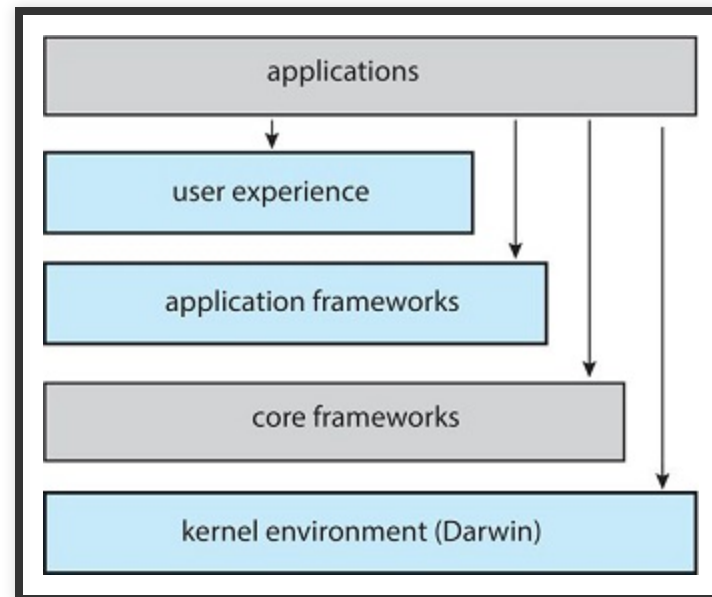 applications
user experience
application frameworks
core frameworks
kernel environment (Darwin)